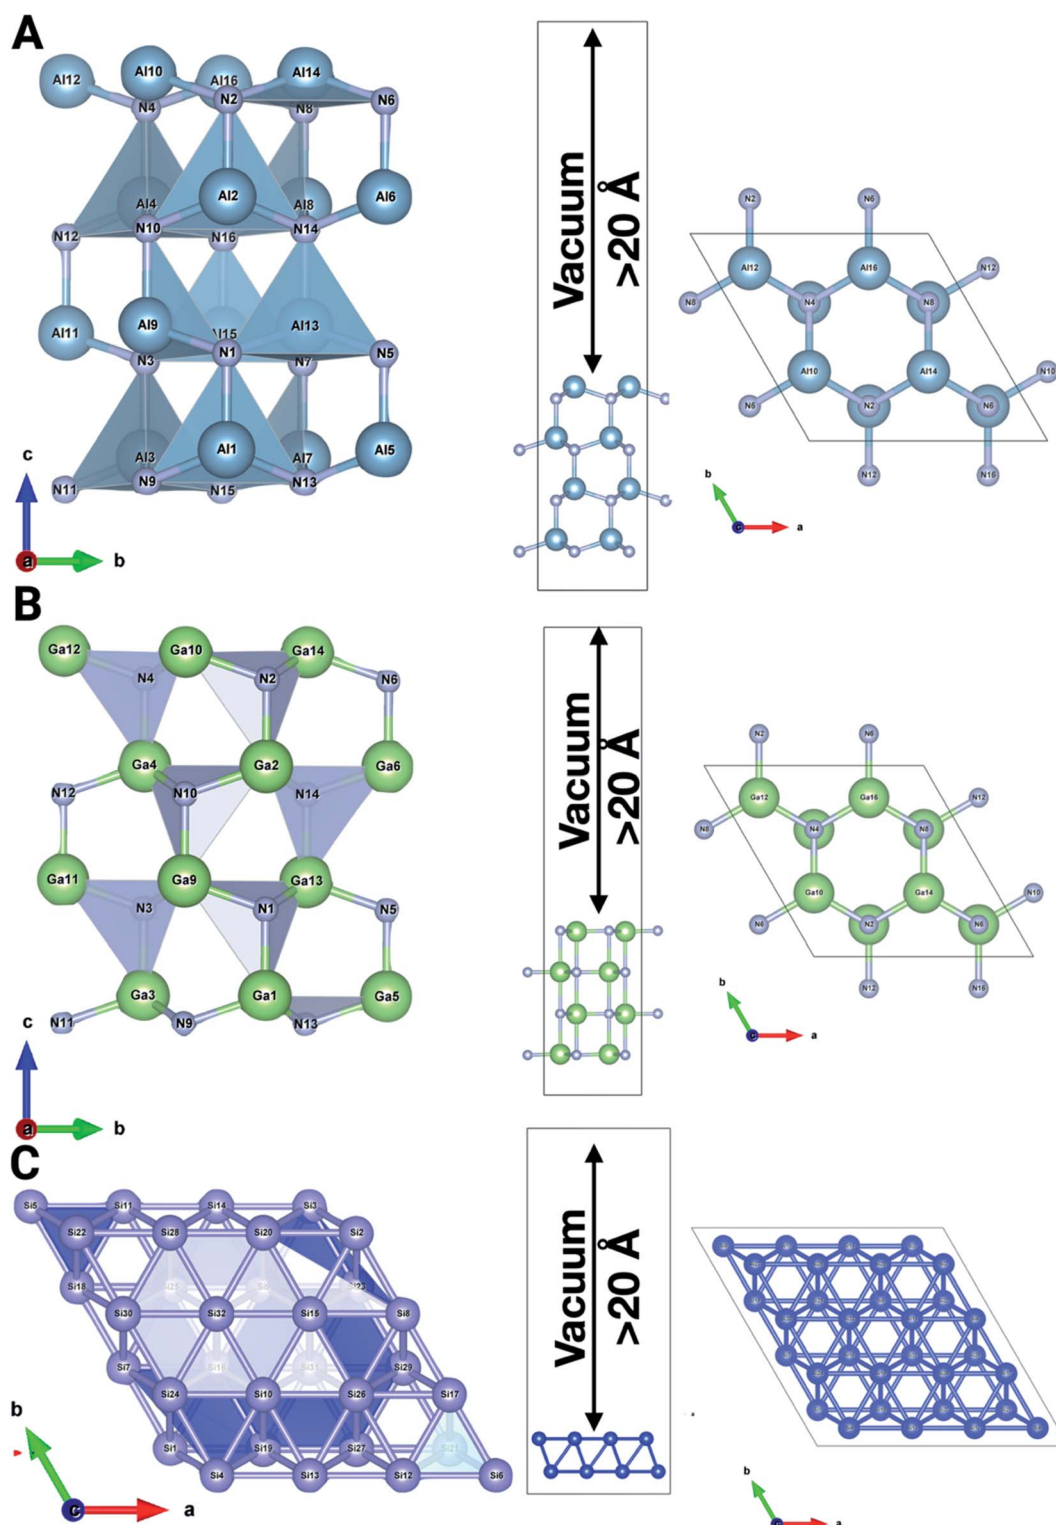 A
Al12 Al10 Al16 Al14
N4 N2 N8 N6
Al4 Al2 Al8 Al6
N12 N10 N16 N14
Al11 Al9 Al15 Al13
N3 N1 N7 N5
Al3 Al1 Al7 Al5
N11 N9 N15 N13
c
a b
Vacuum
>20 Å
N2 N6
Al12 Al16 N12
N8 N4 N8
Al10 Al14 N10
N6 N2 N6
N12 N16
b
c a
B
Ga12 Ga10 Ga14
N4 N2 N6
Ga4 Ga2 Ga6
N12 N10 N14
Ga11 Ga9 Ga13
N3 N1 N5
Ga3 Ga1 Ga5
N11 N9 N13
c
a b
Vacuum
>20 Å
N2 N6
Ga12 Ga16 N12
N8 N4 N8
Ga10 Ga14 N10
N6 N2 N6
N12 N16
b
c a
C
Si5 Si11 Si14 Si3
Si22 Si28 Si20 Si2
Si18
Si30 Si32 Si15 Si8
Si7 Si29
Si24 Si10 Si26 Si17
Si1 Si19 Si27 Si21
Si4 Si13 Si12 Si6
b
c a
Vacuum
>20 Å
b
c a